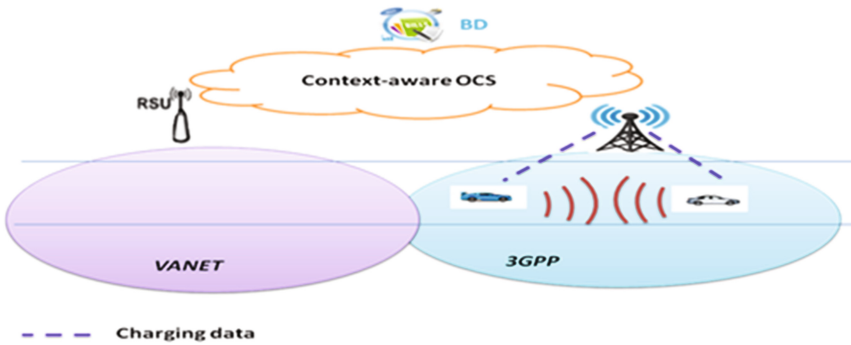 BD
Context-aware OCS
RSU
VANET
3GPP
Charging data